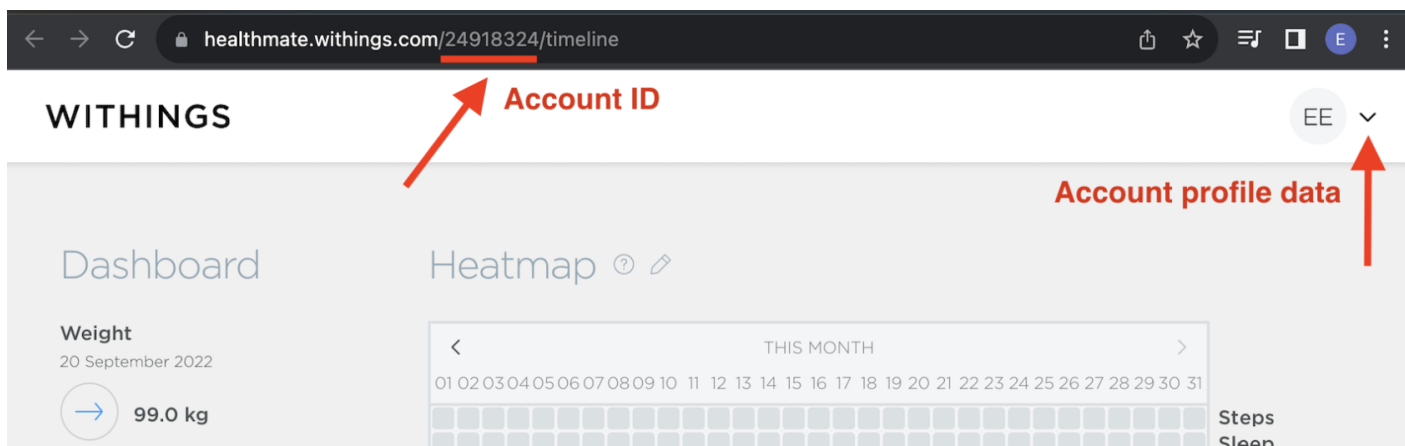 healthmate.withings.com/24918324/timeline
E
Account ID
WITHINGS
EE
Account profile data
Dashboard
Heatmap ?
Weight
20 September 2022
99.0 kg
THIS MONTH
01 02 03 04 05 06 07 08 09 10 11 12 13 14 15 16 17 18 19 20 21 22 23 24 25 26 27 28 29 30 31
Steps
Sleep